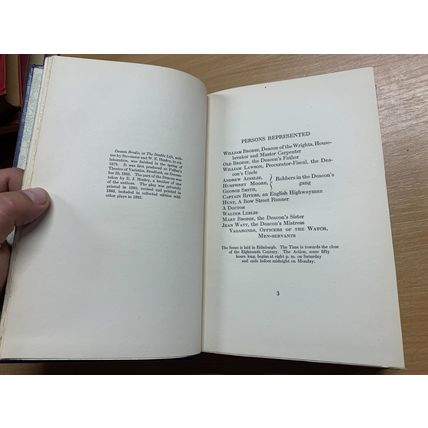 Deacon Brodie, or The Double Life, writ-
ten by Stevenson and W. E. Henley, in col-
laboration, was finished in the spring of
1879. It was first produced at Pullan's
Theatre of Varieties, Bradford, on Decem-
ber 28, 1882. The part of the Deacon was
taken by E. J. Henley, a brother of one
of the authors. The play was privately
printed in 1880, revised and printed in
1888, included in collected edition with
other plays in 1892.
PERSONS REPRESENTED
WILLIAM BRODIE, Deacon of the Wrights, House-
breaker and Master Carpenter
OLD BRODIE, the Deacon's Father
WILLIAM LAWSON, Procurator-Fiscal, the Dea-
con's Uncle
ANDREW AINSLIE,
HUMPHREY MOORE,
GEORGE SMITH,
Robbers in the Deacon's
gang
CAPTAIN RIVERS, an English Highwayman
HUNT, A Bow Street Runner
A DOCTOR
WALTER LESLIE
MARY BRODIE, the Deacon's Sister
JEAN WATT, the Deacon's Mistress
VAGABONDS, OFFICERS OF THE WATCH,
MEN-SERVANTS
The Scene is laid in Edinburgh. The Time is towards the close
of the Eighteenth Century. The Action, some fifty
hours long, begins at eight p. m. on Saturday
and ends before midnight on Monday.
3